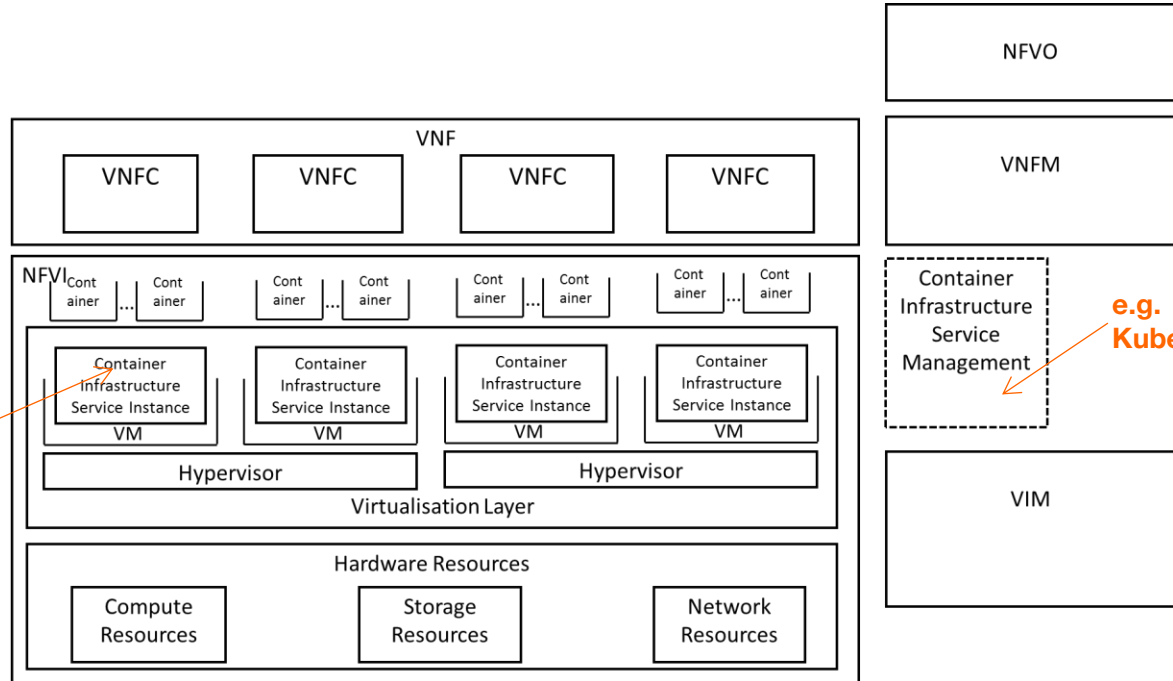 NFVO
VNF
VNFC
VNFC
VNFC
VNFC
VNFM
NFVI
Cont
ainer
...
Cont
ainer
Cont
ainer
...
Cont
ainer
Cont
ainer
...
Cont
ainer
Cont
ainer
...
Cont
ainer
Container
Infrastructure
Service
Management
e.g.
Kube
Container
Infrastructure
Service Instance
VM
Container
Infrastructure
Service Instance
VM
Container
Infrastructure
Service Instance
VM
Container
Infrastructure
Service Instance
VM
Hypervisor
Hypervisor
Virtualisation Layer
VIM
Hardware Resources
Compute
Resources
Storage
Resources
Network
Resources